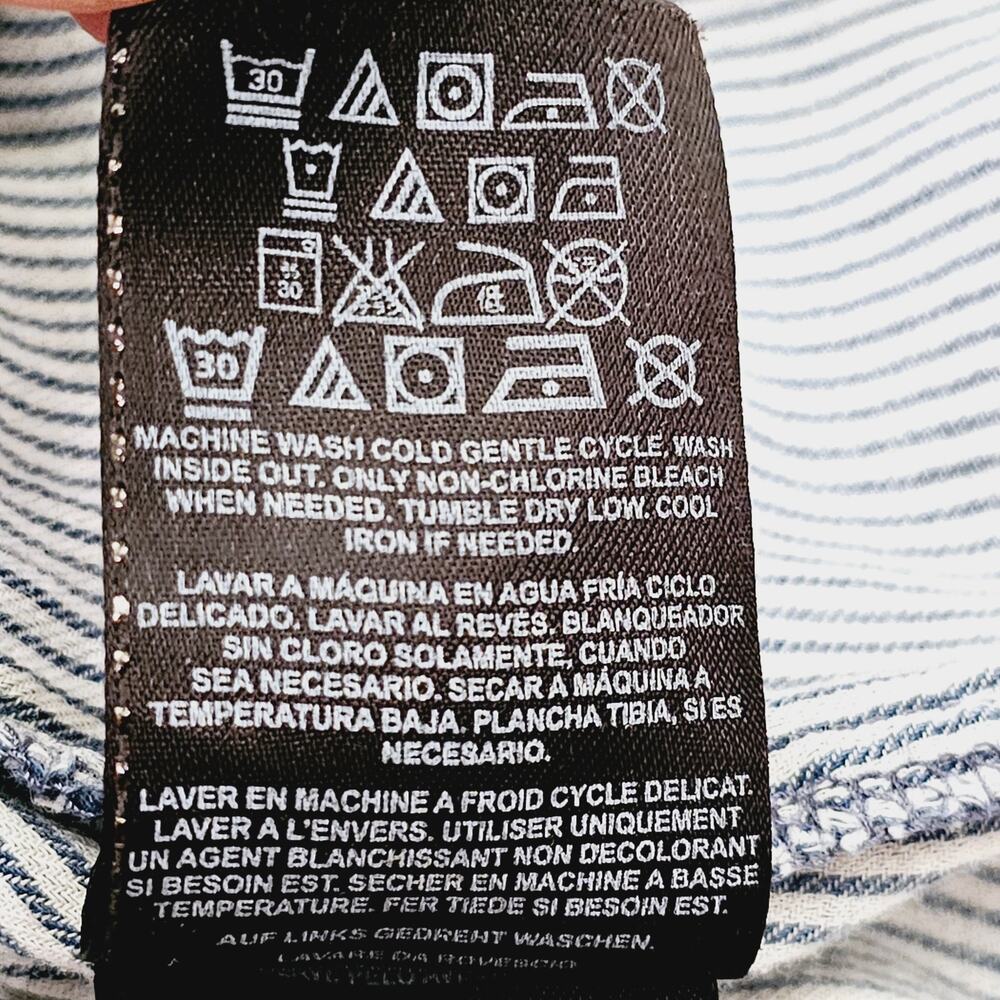 30
30
30
MACHINE WASH COLD GENTLE CYCLE. WASH
INSIDE OUT. ONLY NON-CHLORINE BLEACH
WHEN NEEDED. TUMBLE DRY LOW. COOL
IRON IF NEEDED.
LAVAR A MÁQUINA EN AGUA FRÍA CICLO
DELICADO. LAVAR AL REVÉS. BLANQUEADOR
SIN CLORO SOLAMENTE, CUANDO
SEA NECESARIO. SECAR A MÁQUINA A
TEMPERATURA BAJA. PLANCHA TIBIA, SI ES
NECESARIO.
LAVER EN MACHINE A FROID CYCLE DELICAT.
LAVER A L'ENVERS. UTILISER UNIQUEMENT
UN AGENT BLANCHISSANT NON DECOLORANT
SI BESOIN EST. SECHER EN MACHINE A BASSE
TEMPERATURE. FER TIEDE SI BESOIN EST.
AUF LINKS GEDREHT WASCHEN.
LAVARE DA ROVESCIO